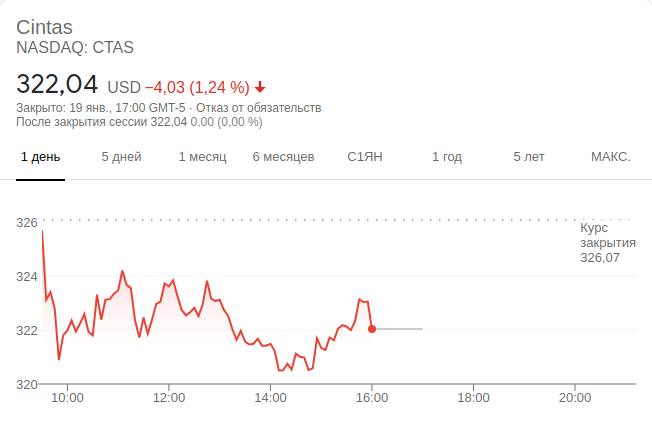 Cintas
NASDAQ: CTAS
322,04 USD −4,03 (1,24 %)
Закрыто: 19 янв., 17:00 GMT-5 · Отказ от обязательств
После закрытия сессии 322,04 0,00 (0,00 %)
1 день 5 дней 1 месяц 6 месяцев С1ЯН 1 год 5 лет МАКС.
326
Курс
закрытия
326,07
324
322
320
10:00 12:00 14:00 16:00 18:00 20:00